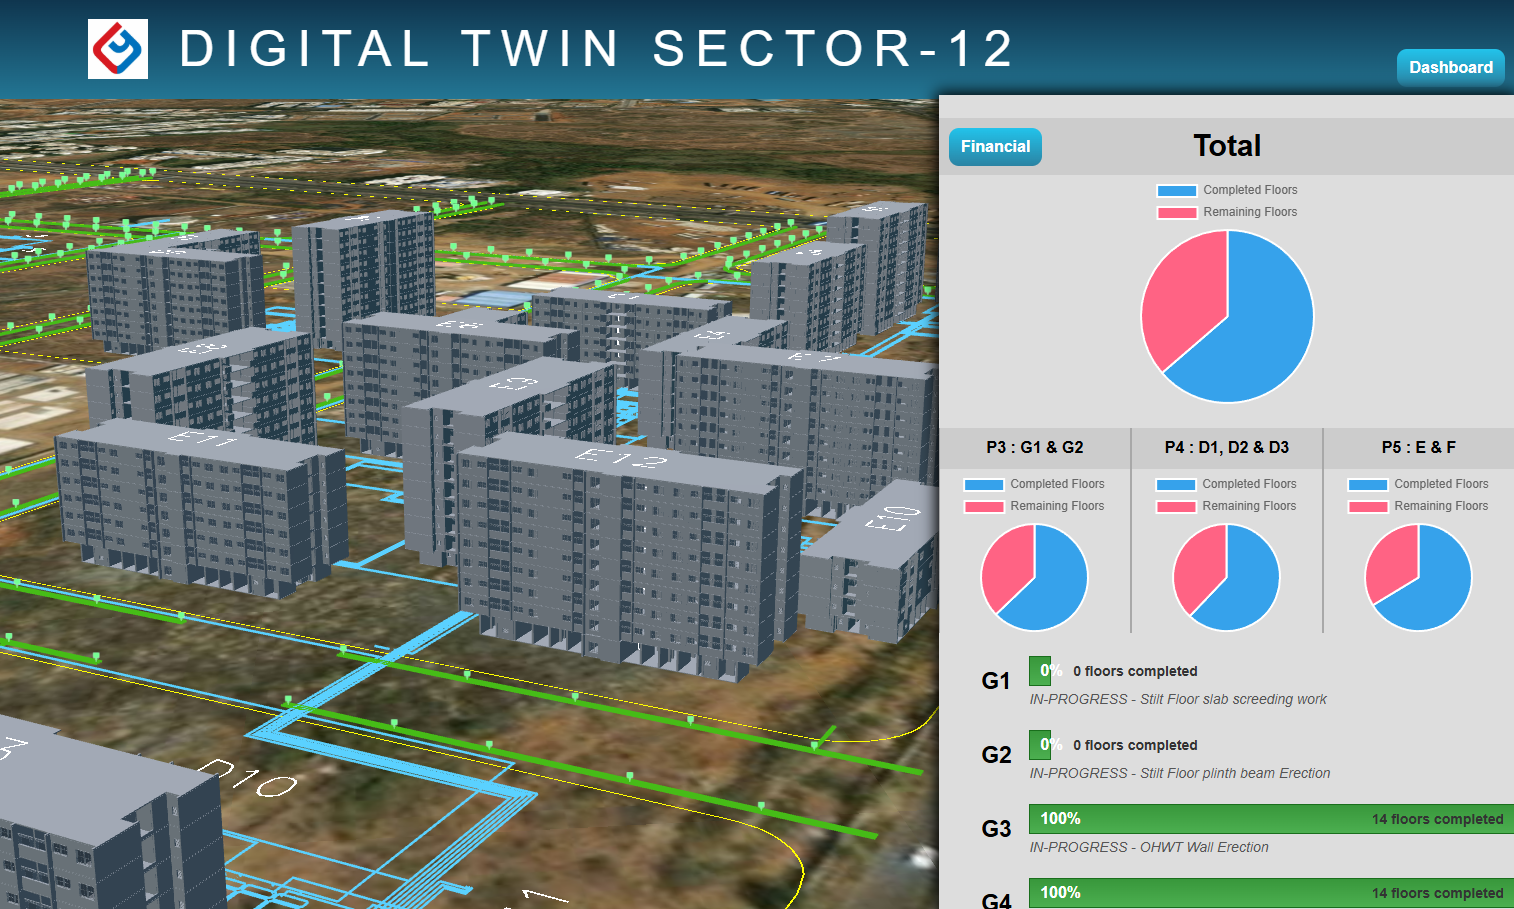 DIGITAL TWIN SECTOR-12
Dashboard
Financial
Total
Completed Floors
Remaining Floors
P3 : G1 & G2
P4 : D1, D2 & D3
P5 : E & F
Completed Floors
Remaining Floors
Completed Floors
Remaining Floors
Completed Floors
Remaining Floors
G1
0%
0 floors completed
IN-PROGRESS - Stilt Floor slab screeding work
G2
0%
0 floors completed
IN-PROGRESS - Stilt Floor plinth beam Erection
G3
100%
14 floors completed
IN-PROGRESS - OHWT Wall Erection
G4
100%
14 floors completed
E7
E3
E11
E12
E10
D10